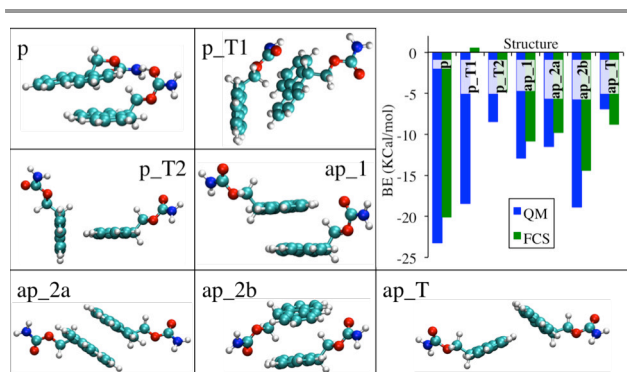 p
p_T1
p_T2
ap_1
ap_2a
ap_2b
ap_T
Structure
0
-5
-10
-15
-20
-25
BE (KCal/mol)
p
p_T1
p_T2
ap_1
ap_2a
ap_2b
ap_T
QM
FCS